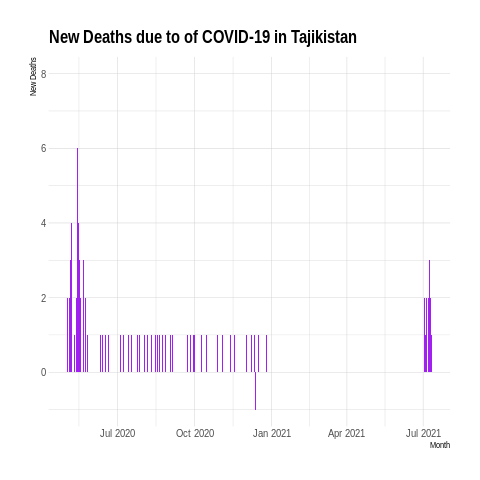 New Deaths due to of COVID-19 in Tajikistan
New Deaths
8
6
4
2
0
Jul 2020 Oct 2020 Jan 2021 Apr 2021 Jul 2021
Month